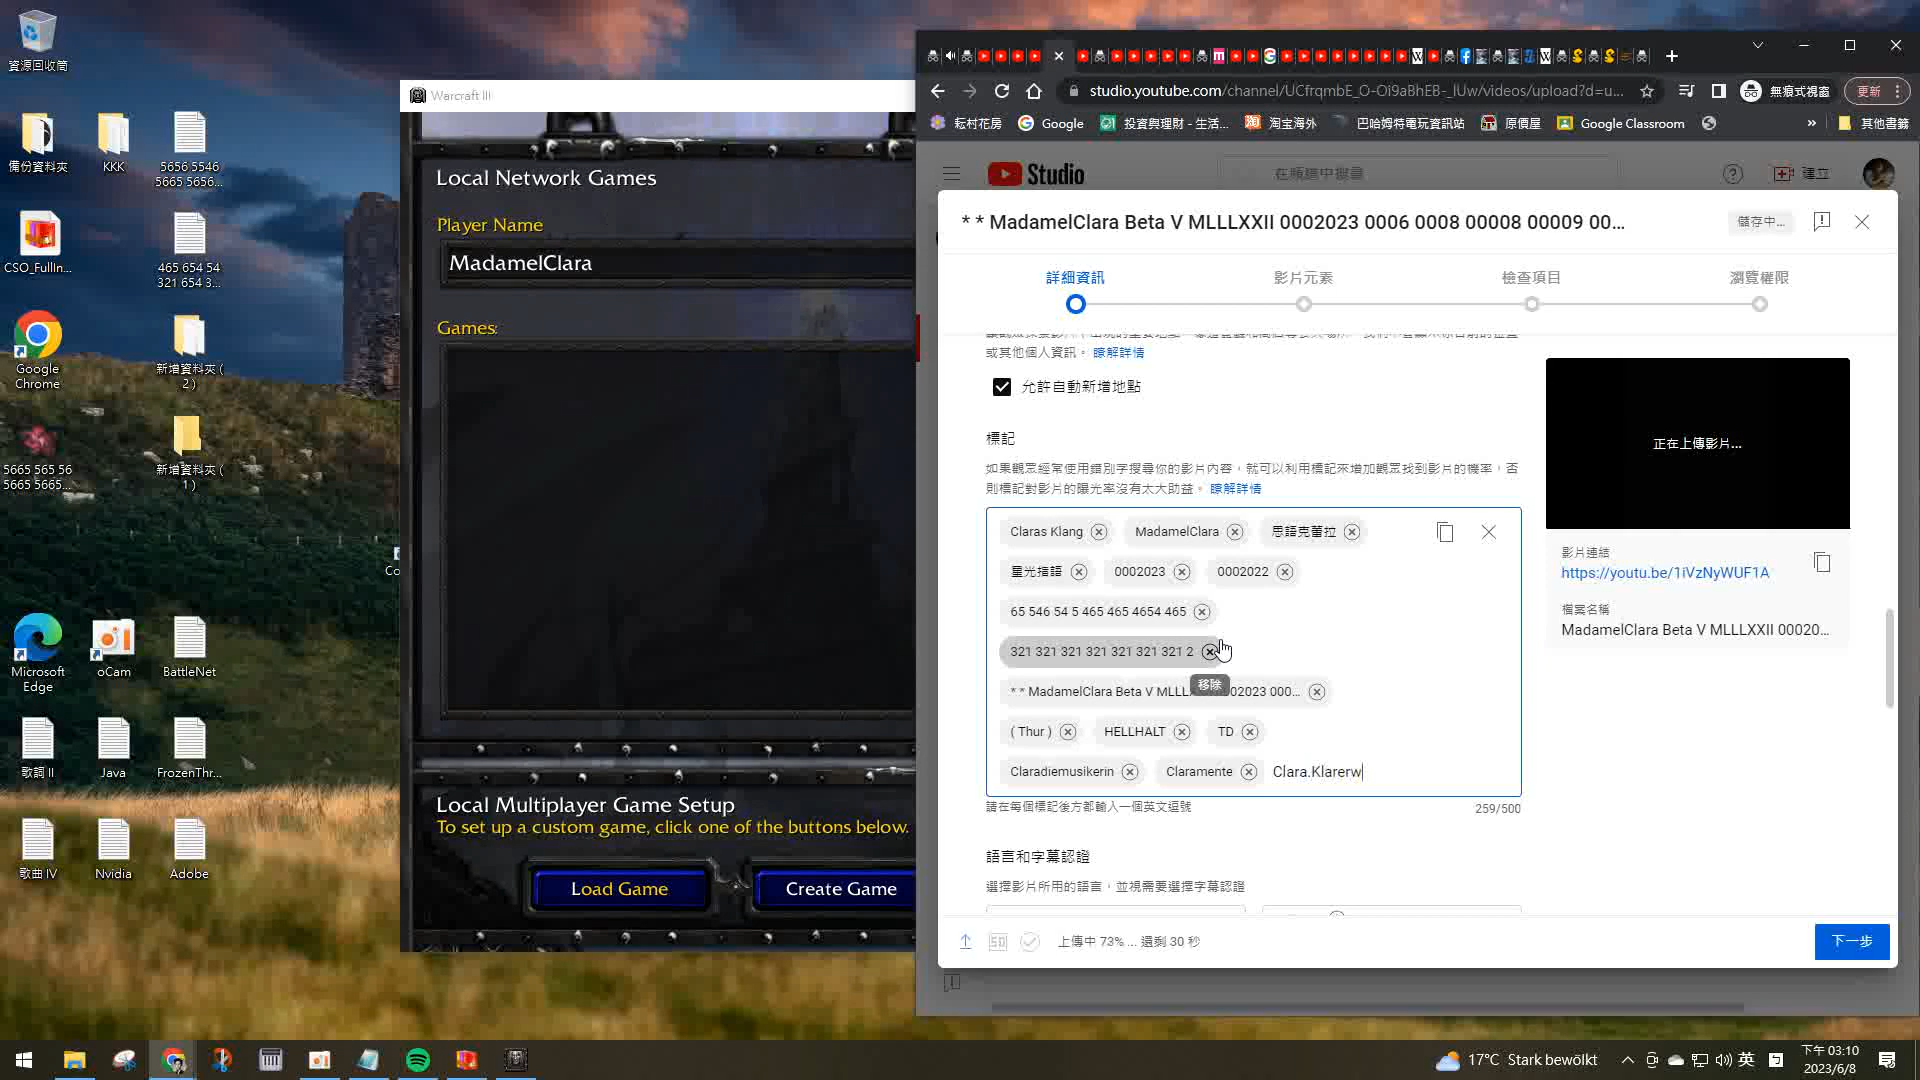 資源回收筒
備份資料夾
KKK
5656 5546
5665 5656...
CSO_FullIn...
465 654 54
321 654 3...
Google
Chrome
新增資料夾 (
2 )
5665 565 56
5665 5665...
新增資料夾 (
1 )
Co
Microsoft
Edge
oCam
BattleNet
歌詞 II
Java
FrozenThr...
歌曲 IV
Nvidia
Adobe
Warcraft III
Local Network Games
Player Name
MadamelClara
Games:
Local Multiplayer Game Setup
To set up a custom game, click one of the buttons below.
Load Game
Create Game
studio.youtube.com/channel/UCfrqmbE_O-Oi9aBhEB-_lUw/videos/upload?d=u...
無痕式視窗
更新
耘村花房
Google
投資與理財 - 生活...
淘宝海外
巴哈姆特電玩資訊站
原價屋
Google Classroom
»
其他書籤
Studio
在頻道中搜尋
建立
* * MadamelClara Beta V MLLLXXII 0002023 0006 0008 00008 00009 00...
儲存中...
詳細資訊
影片元素
檢查項目
瀏覽權限
或其他個人資訊。 瞭解詳情
允許自動新增地點
標記
如果觀眾經常使用錯別字搜尋你的影片內容，就可以利用標記來增加觀眾找到影片的機率，否
則標記對影片的曝光率沒有太大助益。 瞭解詳情
Claras Klang
MadamelClara
思語克蕾拉
星光指語
0002023
0002022
65 546 54 5 465 465 4654 465
321 321 321 321 321 321 321 2
移除
* * MadamelClara Beta V MLLLX 02023 000...
( Thur )
HELLHALT
TD
Claradiemusikerin
Claramente
Clara.Klarerw
請在每個標記後方都輸入一個英文逗號
259/500
語言和字幕認證
選擇影片所用的語言，並視需要選擇字幕認證
正在上傳影片...
影片連結
https://youtu.be/1iVzNyWUF1A
檔案名稱
MadamelClara Beta V MLLLXXII 00020...
SD
上傳中 73% ... 還剩 30 秒
下一步
17°C Stark bewölkt
英
下午 03:10
2023/6/8